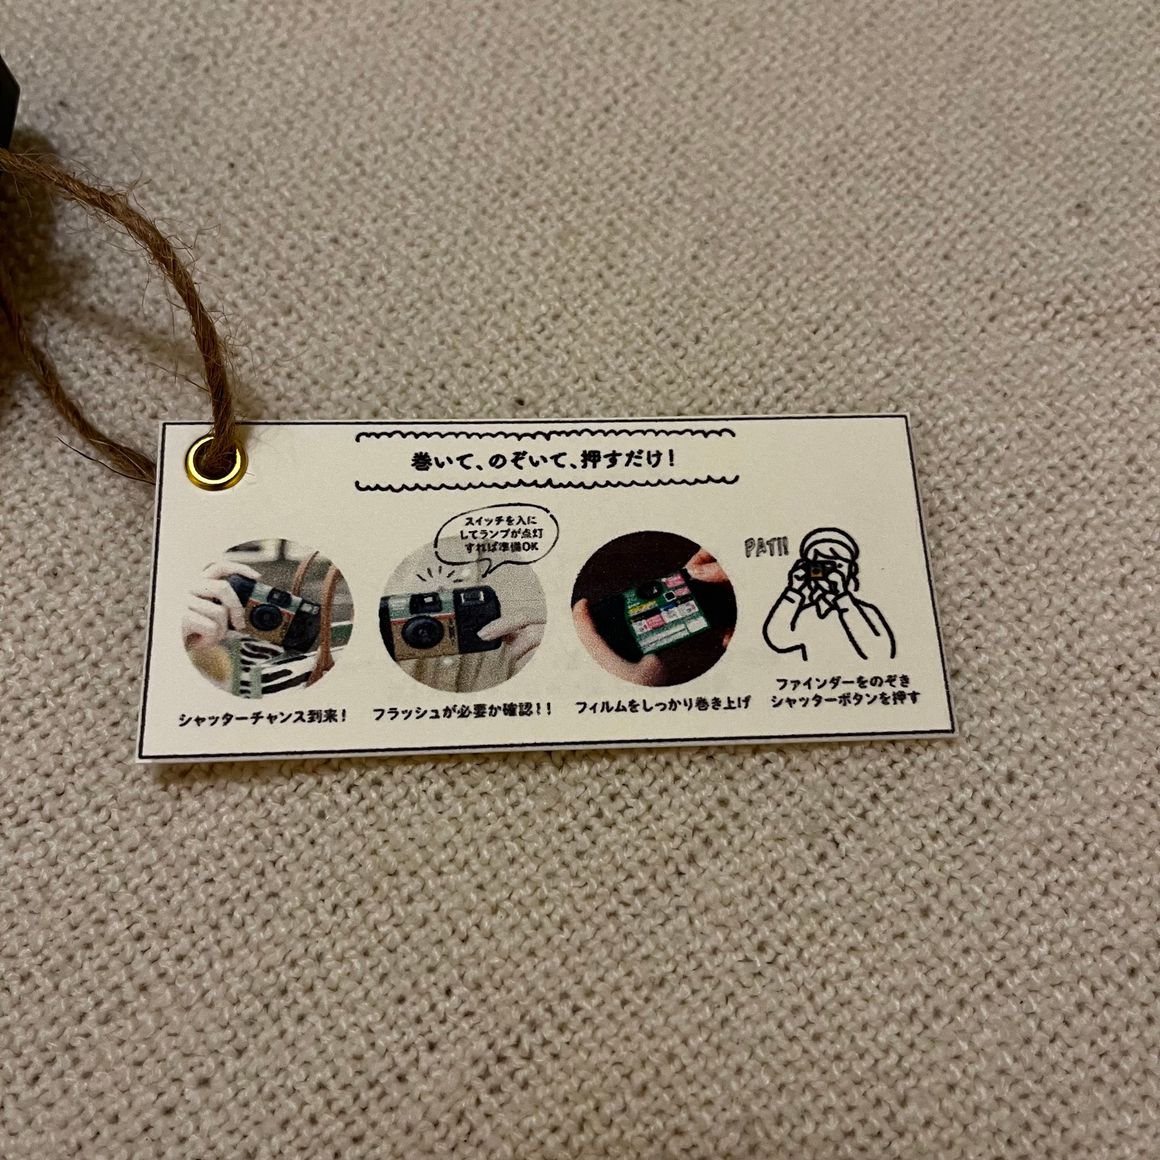 巻いて、のぞいて、押すだけ!
スイッチを入に
してランプが点灯
すれば準備OK
PATI!
シャッターチャンス到来!
フラッシュが必要か確認!!
フィルムをしっかり巻き上げ
ファインダーをのぞき
シャッターボタンを押す